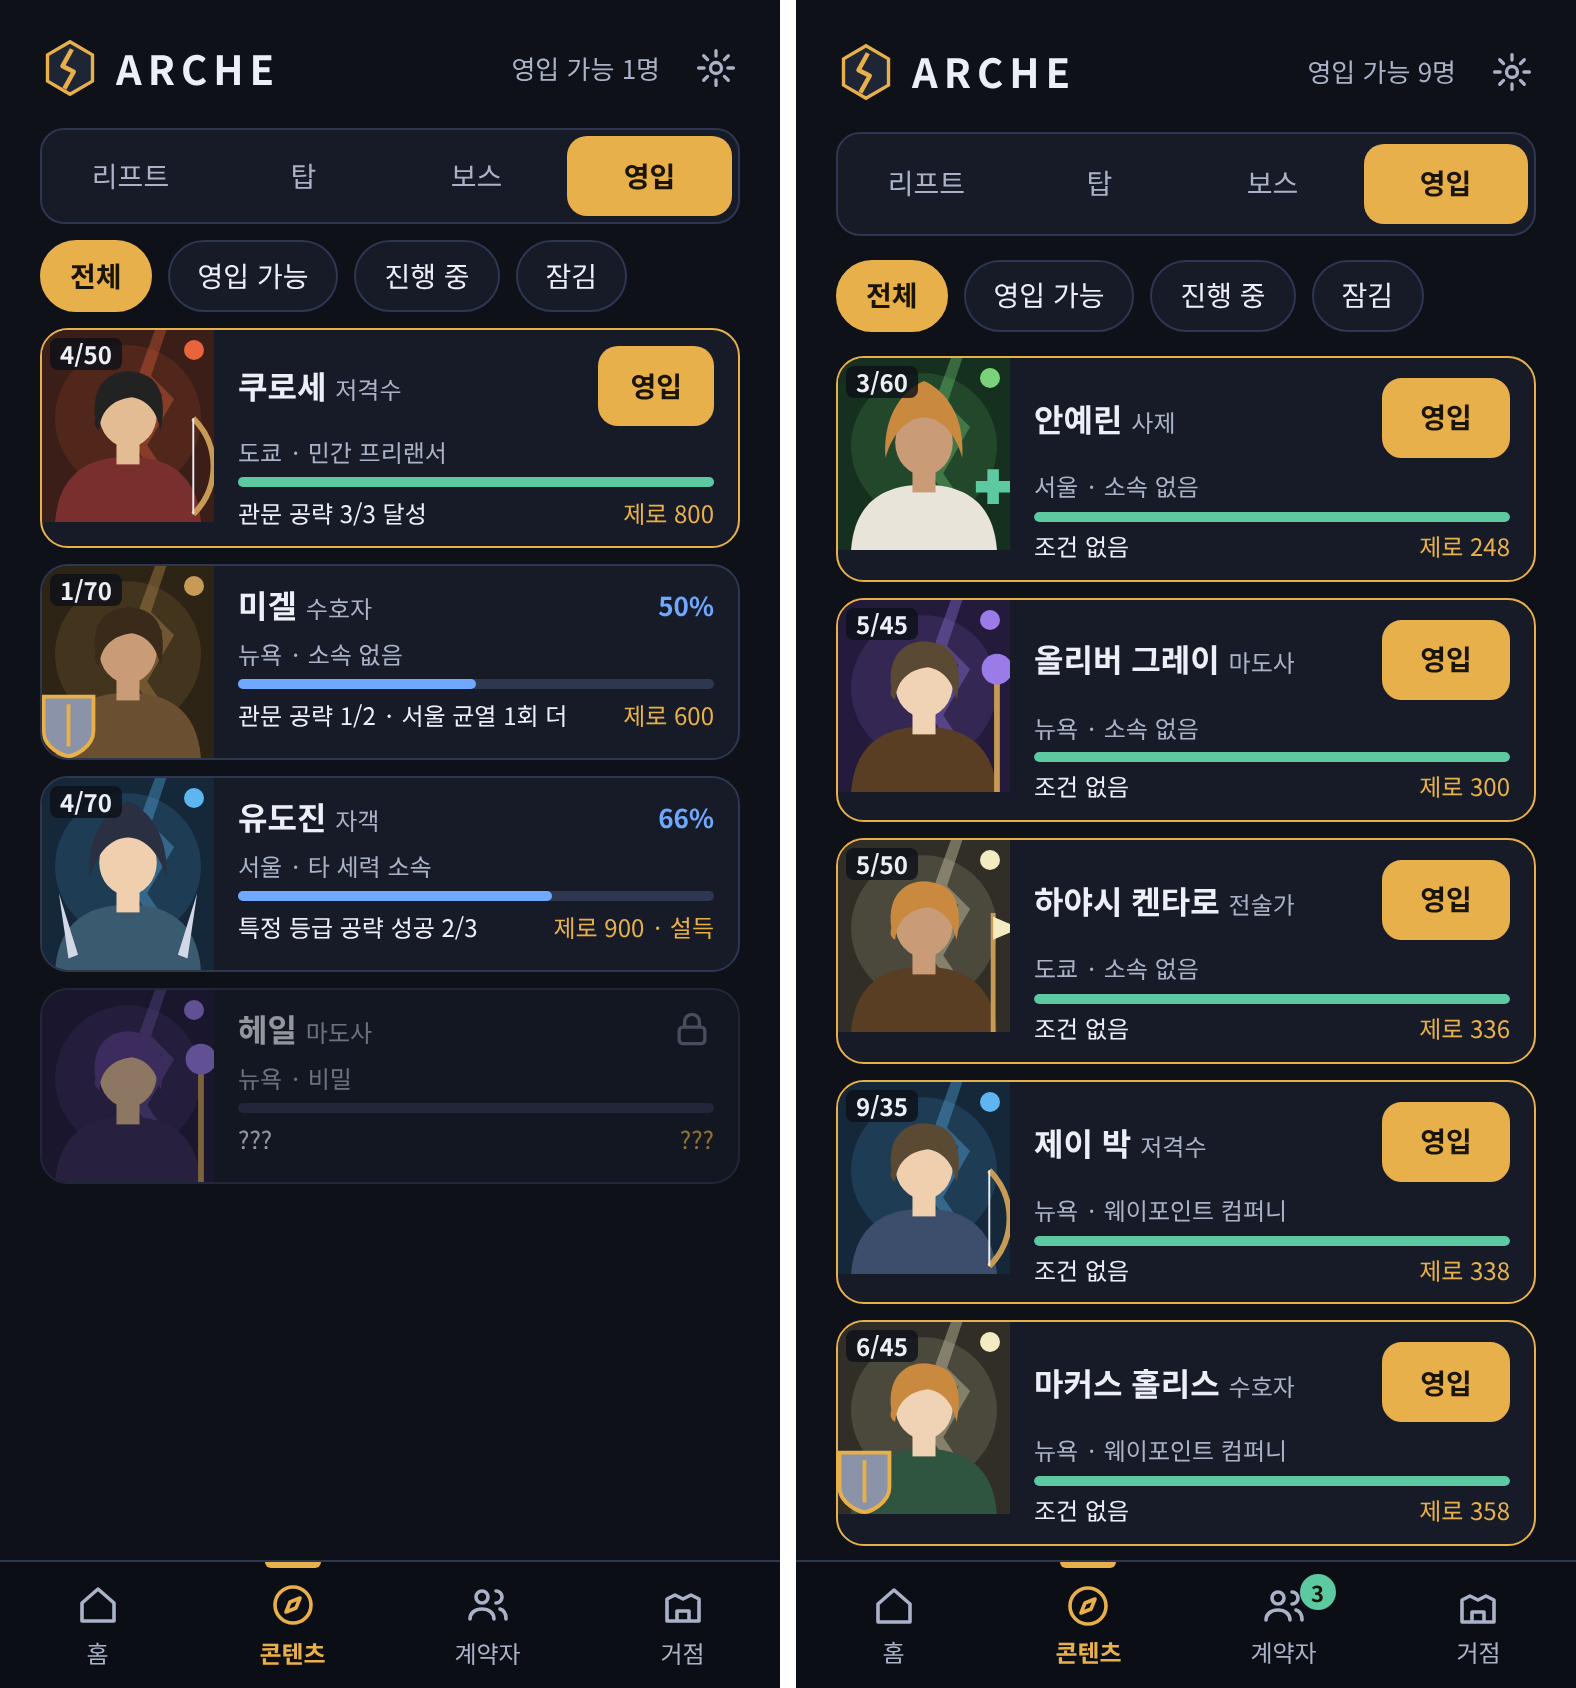 ARCHE
영입 가능 1명
리프트 탑 보스 영입
전체 영입 가능 진행 중 잠김
4/50
쿠로세 저격수
영입
도쿄 · 민간 프리랜서
관문 공략 3/3 달성
제로 800
1/70
미겔 수호자
50%
뉴욕 · 소속 없음
관문 공략 1/2 · 서울 균열 1회 더
제로 600
4/70
유도진 자객
66%
서울 · 타 세력 소속
특정 등급 공략 성공 2/3
제로 900 · 설득
헤일 마도사
뉴욕 · 비밀
???
???
홈 콘텐츠 계약자 거점
ARCHE
영입 가능 9명
리프트 탑 보스 영입
전체 영입 가능 진행 중 잠김
3/60
안예린 사제
영입
서울 · 소속 없음
조건 없음
제로 248
5/45
올리버 그레이 마도사
영입
뉴욕 · 소속 없음
조건 없음
제로 300
5/50
하야시 켄타로 전술가
영입
도쿄 · 소속 없음
조건 없음
제로 336
9/35
제이 박 저격수
영입
뉴욕 · 웨이포인트 컴퍼니
조건 없음
제로 338
6/45
마커스 홀리스 수호자
영입
뉴욕 · 웨이포인트 컴퍼니
조건 없음
제로 358
3
홈 콘텐츠 계약자 거점